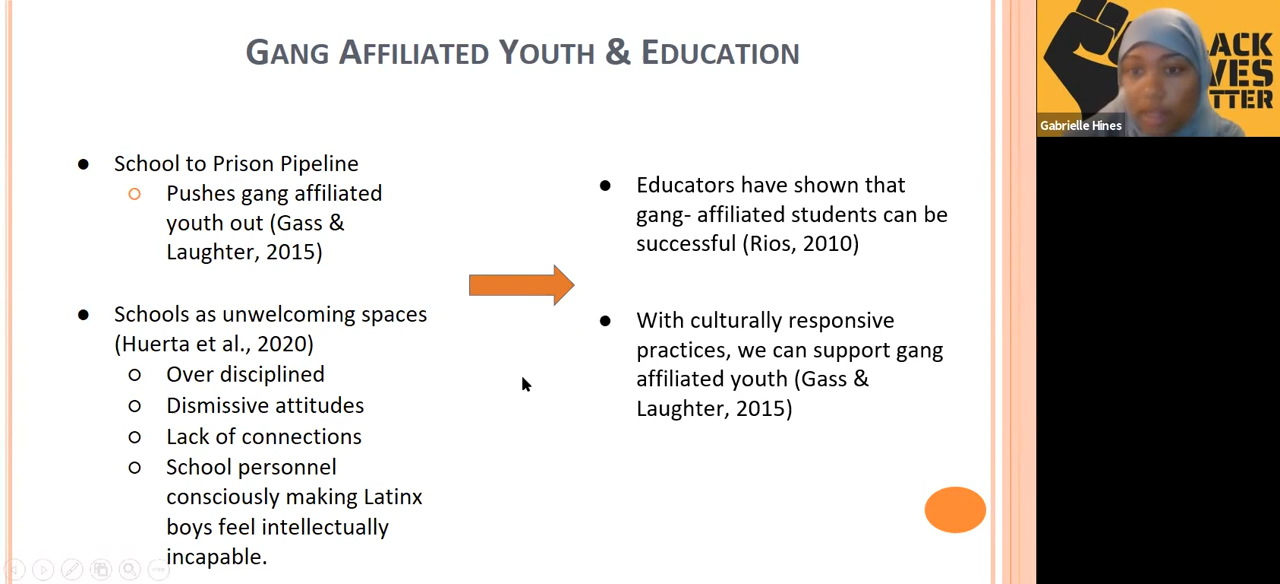 GANG AFFILIATED YOUTH & EDUCATION
● School to Prison Pipeline
○ Pushes gang affiliated
youth out (Gass &
Laughter, 2015)
● Schools as unwelcoming spaces
(Huerta et al., 2020)
○ Over disciplined
○ Dismissive attitudes
○ Lack of connections
○ School personnel
consciously making Latinx
boys feel intellectually
incapable.
● Educators have shown that
gang- affiliated students can be
successful (Rios, 2010)
● With culturally responsive
practices, we can support gang
affiliated youth (Gass &
Laughter, 2015)
ACK
VES
TTER
Gabrielle Hines